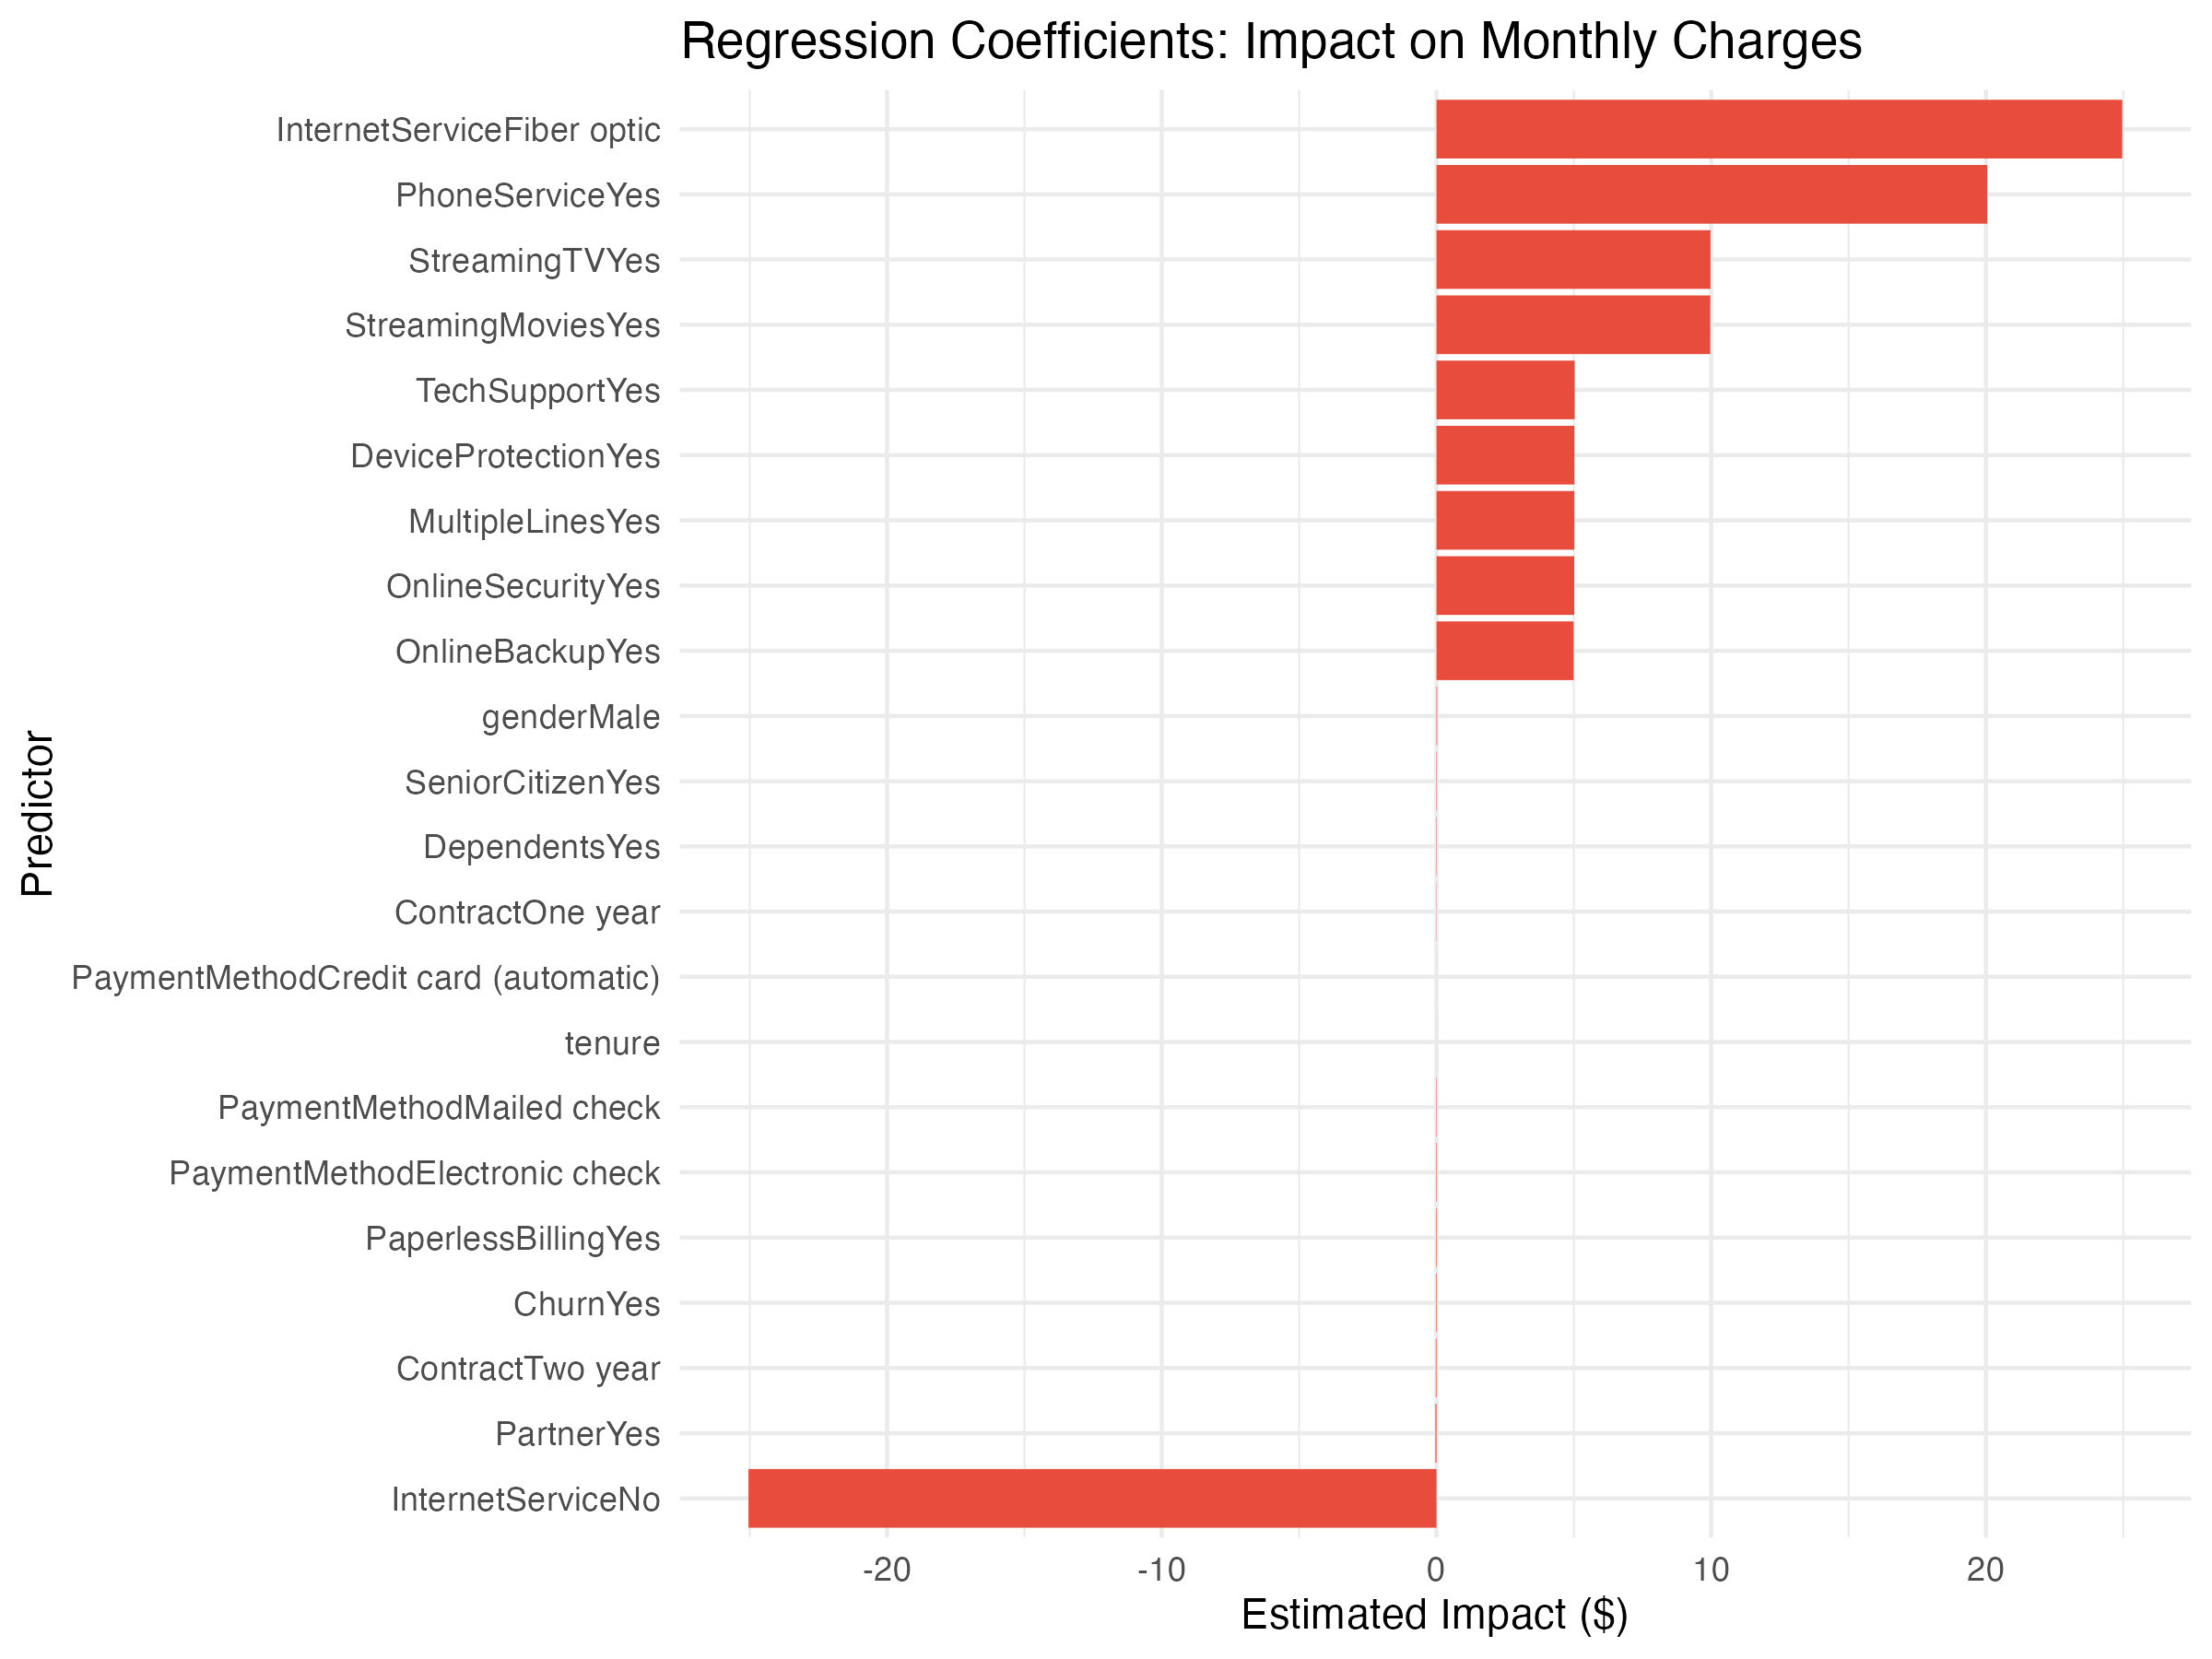 Regression Coefficients: Impact on Monthly Charges
InternetServiceFiber optic
PhoneServiceYes
StreamingTVYes
StreamingMoviesYes
TechSupportYes
DeviceProtectionYes
MultipleLinesYes
OnlineSecurityYes
OnlineBackupYes
genderMale
SeniorCitizenYes
DependentsYes
ContractOne year
PaymentMethodCredit card (automatic)
tenure
PaymentMethodMailed check
PaymentMethodElectronic check
PaperlessBillingYes
ChurnYes
ContractTwo year
PartnerYes
InternetServiceNo
Predictor
-20 -10 0 10 20
Estimated Impact ($)